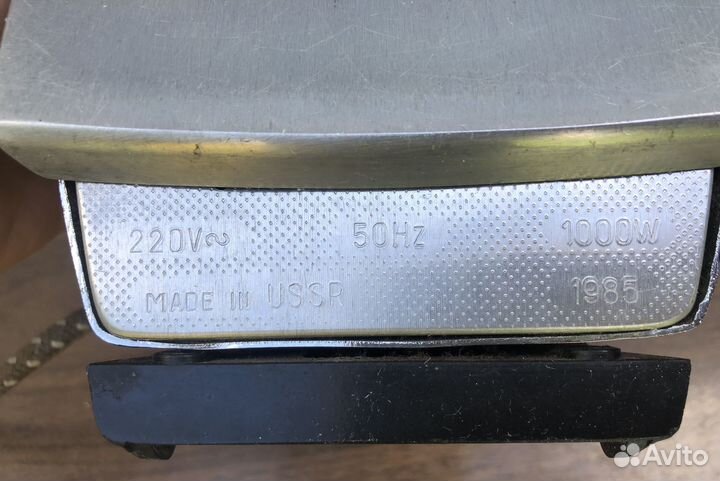 220V~ 50Hz 1000W
MADE IN USSR 1985
Avito